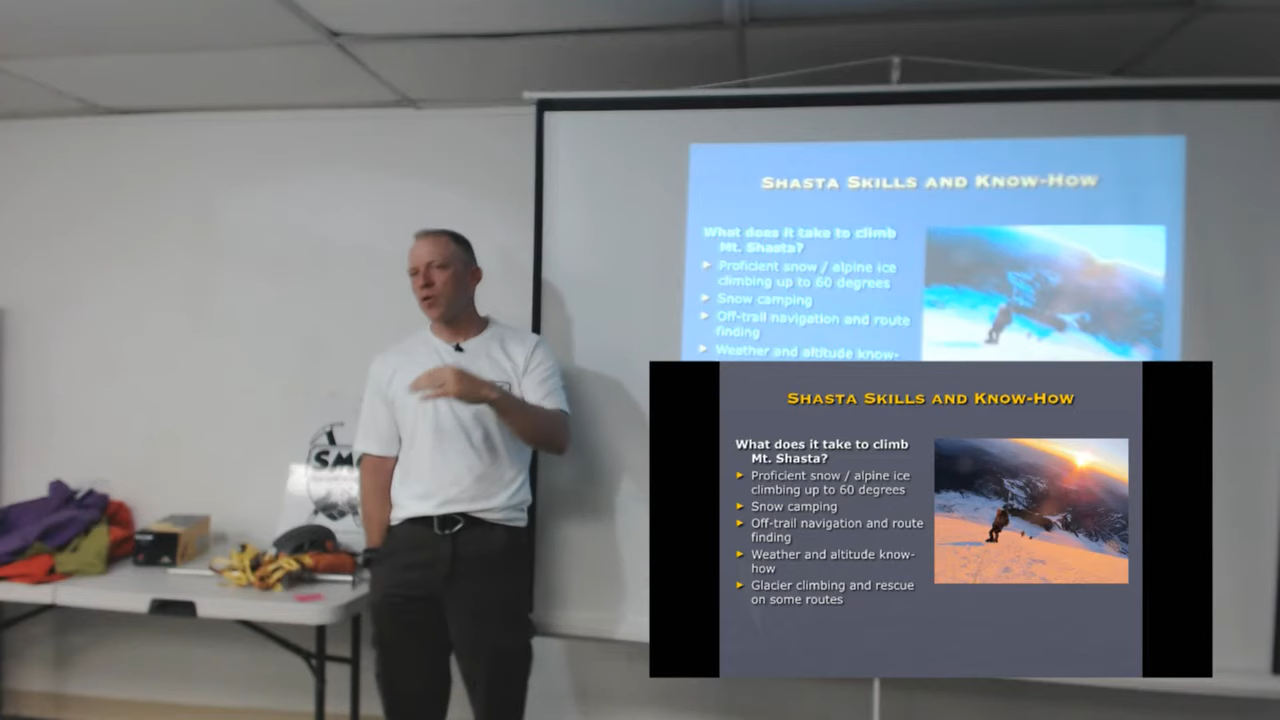 SHASTA SKILLS AND KNOW-HOW
What does it take to climb
Mt. Shasta?
► Proficient snow / alpine ice
climbing up to 60 degrees
► Snow camping
► Off-trail navigation and route
finding
► Weather and altitude know-
SM
SHASTA SKILLS AND KNOW-HOW
What does it take to climb
Mt. Shasta?
► Proficient snow / alpine ice
climbing up to 60 degrees
► Snow camping
► Off-trail navigation and route
finding
► Weather and altitude know-
how
► Glacier climbing and rescue
on some routes